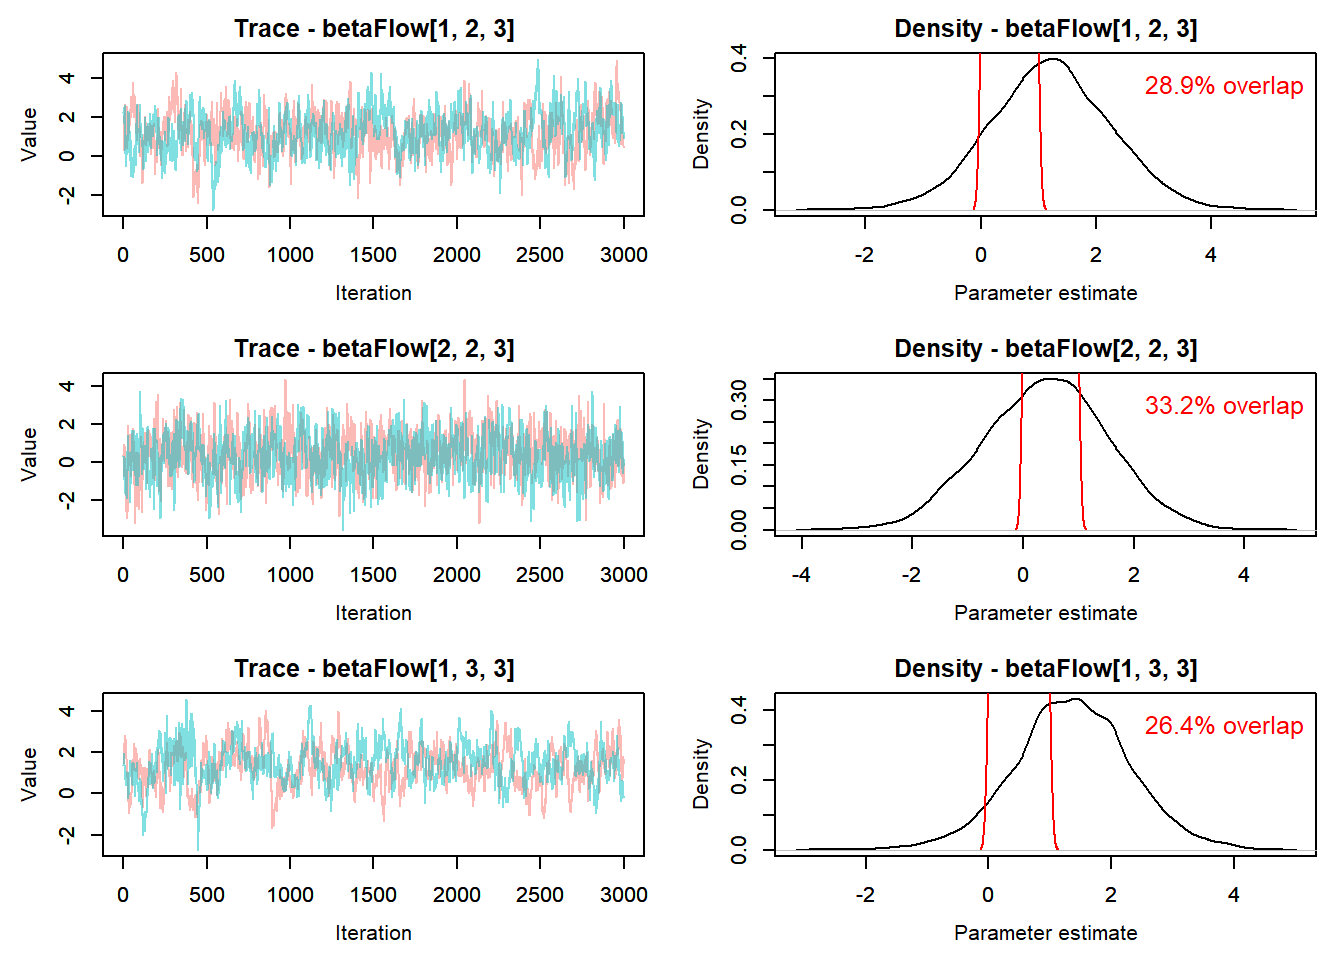 Trace - betaFlow[1, 2, 3]
Value
-2 0 2 4
0 500 1000 1500 2000 2500 3000
Iteration
Density - betaFlow[1, 2, 3]
28.9% overlap
Density
0.0 0.2 0.4
-2 0 2 4
Parameter estimate
Trace - betaFlow[2, 2, 3]
Value
-2 0 2 4
0 500 1000 1500 2000 2500 3000
Iteration
Density - betaFlow[2, 2, 3]
33.2% overlap
Density
0.00 0.15 0.30
-4 -2 0 2 4
Parameter estimate
Trace - betaFlow[1, 3, 3]
Value
-2 0 2 4
0 500 1000 1500 2000 2500 3000
Iteration
Density - betaFlow[1, 3, 3]
26.4% overlap
Density
0.0 0.2 0.4
-2 0 2 4
Parameter estimate